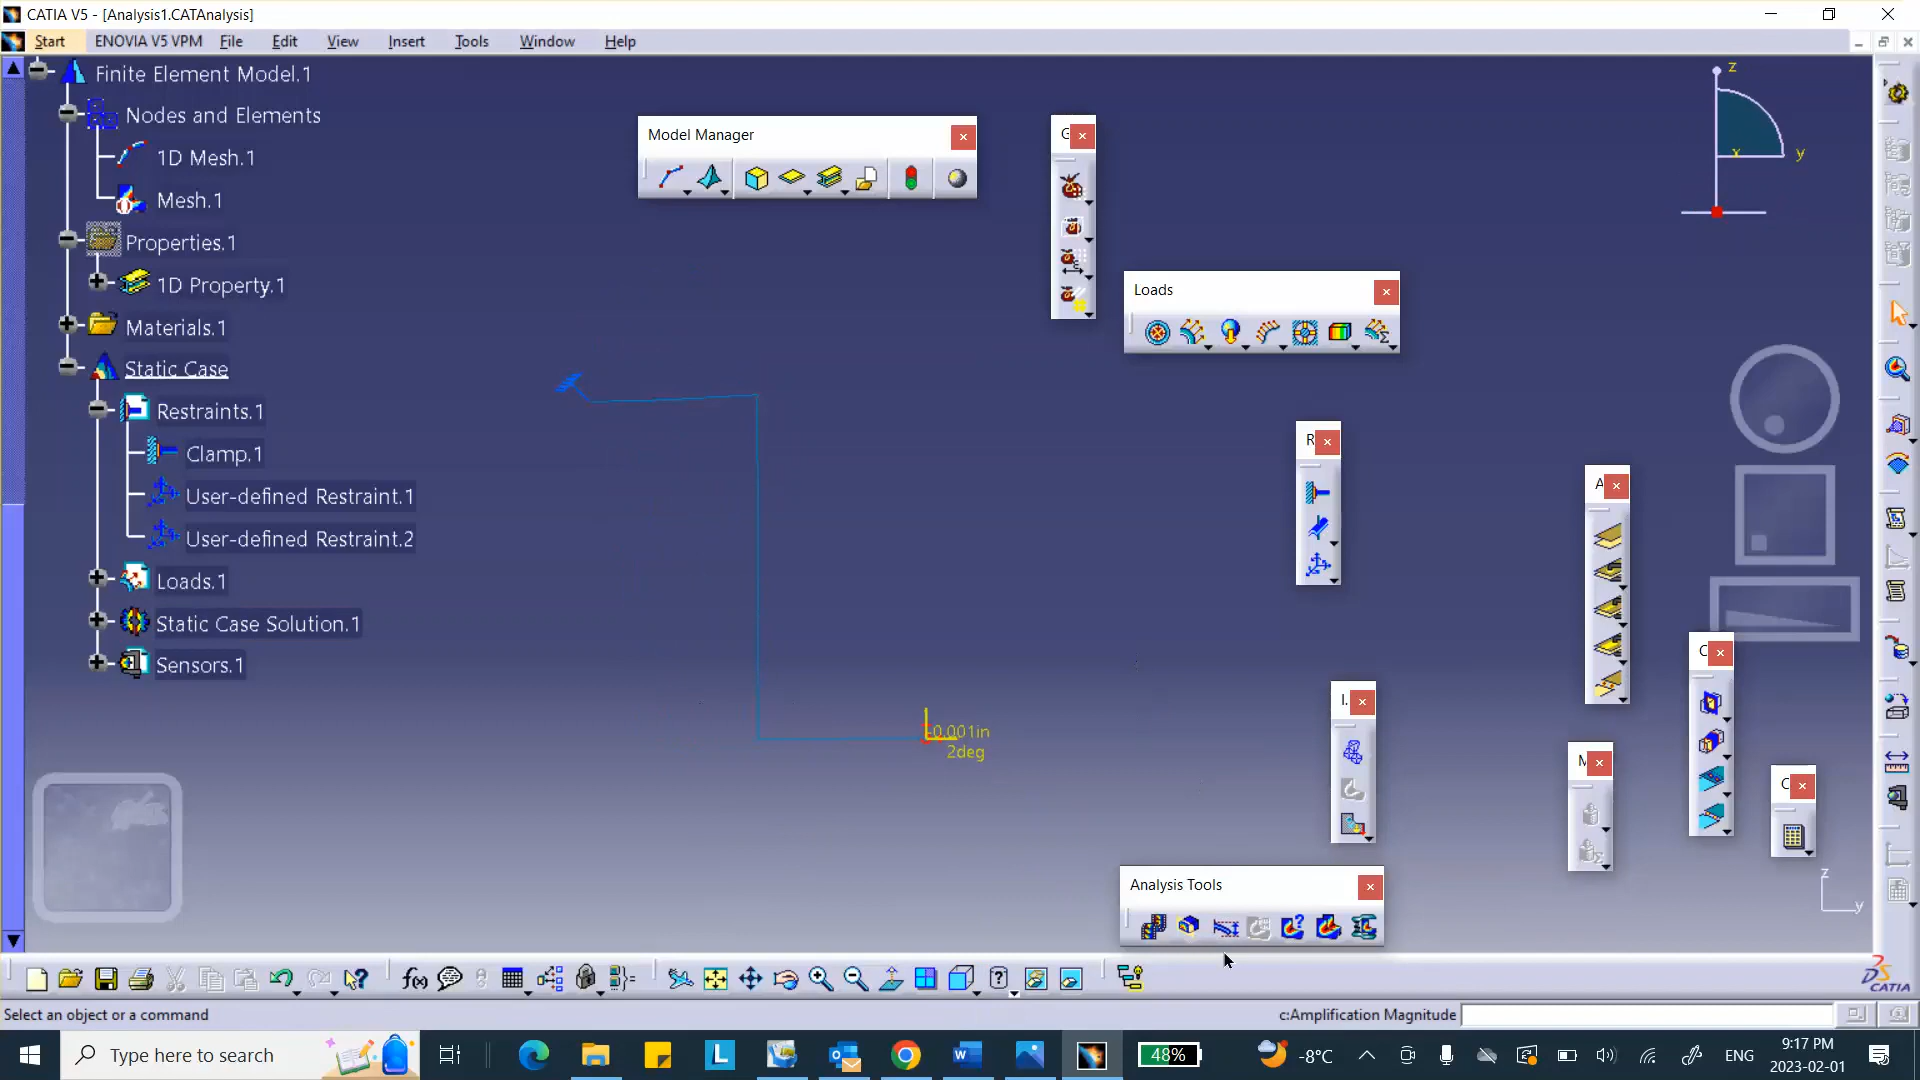 CATIA V5 - [Analysis1.CATAnalysis]
Start ENOVIA V5 VPM File Edit View Insert Tools Window Help
Finite Element Model.1
Nodes and Elements
1D Mesh.1
Mesh.1
Properties.1
1D Property.1
Materials.1
Static Case
Restraints.1
Clamp.1
User-defined Restraint.1
User-defined Restraint.2
Loads.1
Static Case Solution.1
Sensors.1
Model Manager
G
Loads
R
A
C
I.
M
C
Analysis Tools
z
x
y
-0.001in
2deg
z
y
f(x)
CATIA
Select an object or a command
c:Amplification Magnitude
Type here to search
L
48%
-8°C
ENG
9:17 PM
2023-02-01